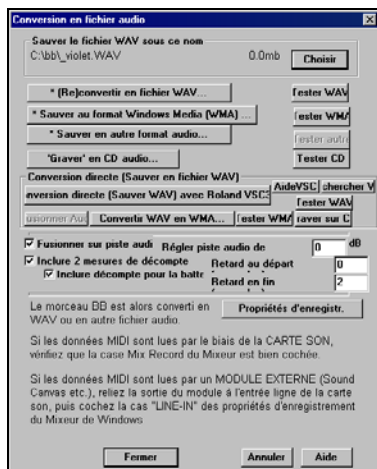 Conversion en fichier audio
Sauver le fichier WAV sous ce nom
C:\bb\_violet.WAV 0.0mb Choisir
* (Re)convertir en fichier WAV... Tester WAV
* Sauver au format Windows Media (WMA) ... Tester WMA
* Sauver en autre format audio... Tester autre
'Graver' en CD audio... Tester CD
Conversion directe (Sauver en fichier WAV)
AideVSC chercher V
nversion directe (Sauver WAV) avec Roland VSC3 Tester WAV
usionner Au Convertir WAV en WMA... Tester WMA raver sur C
Fusionner sur piste audi Régler piste audio de 0 dB
Inclure 2 mesures de décompte Retard au départ 0
Inclure décompte pour la batte Retard en fin 2
Le morceau BB est alors converti en
WAV ou en autre fichier audio. Propriétés d'enregistr.
Si les données MIDI sont lues par le biais de la CARTE SON,
vérifiez que la case Mix Record du Mixeur est bien cochée.
Si les données MIDI sont lues par un MODULE EXTERNE (Sound
Canvas etc.), reliez la sortie du module á l'entrée ligne de la carte
son, puis cochez la cas "LINE-IN" des propriétés d'enregistrement
du Mixeur de Windows
Fermer Annuler Aide